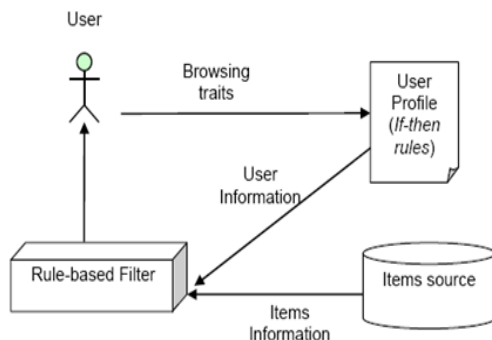 User
Browsing
traits
User
Profile
(If-then
rules)
User
Information
Rule-based Filter
Items source
Items
Information